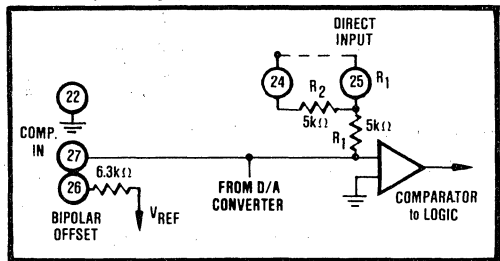 DIRECT
INPUT
24
25
R1
R2
5kΩ
5kΩ
R1
22
COMP.
IN
27
6.3kΩ
26
BIPOLAR
OFFSET
VREF
FROM D/A
CONVERTER
COMPARATOR
to LOGIC